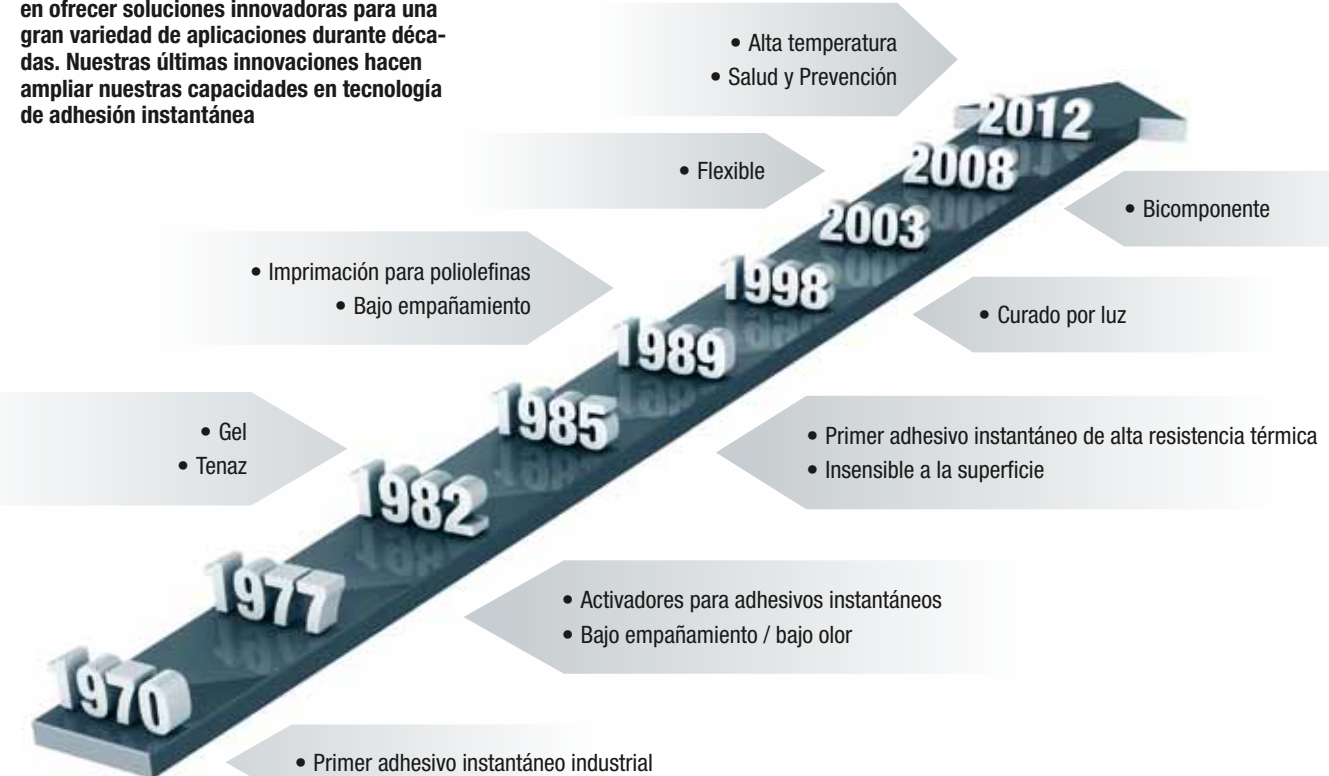 en ofrecer soluciones innovadoras para una
gran variedad de aplicaciones durante déca-
das. Nuestras últimas innovaciones hacen
ampliar nuestras capacidades en tecnología
de adhesión instantánea
• Alta temperatura
• Salud y Prevención
2012
• Flexible
2008
• Bicomponente
2003
• Imprimación para poliolefinas
• Bajo empañamiento
1998
• Curado por luz
1989
• Gel
• Tenaz
1985
• Primer adhesivo instantáneo de alta resistencia térmica
• Insensible a la superficie
1982
1977
• Activadores para adhesivos instantáneos
• Bajo empañamiento / bajo olor
1970
• Primer adhesivo instantáneo industrial